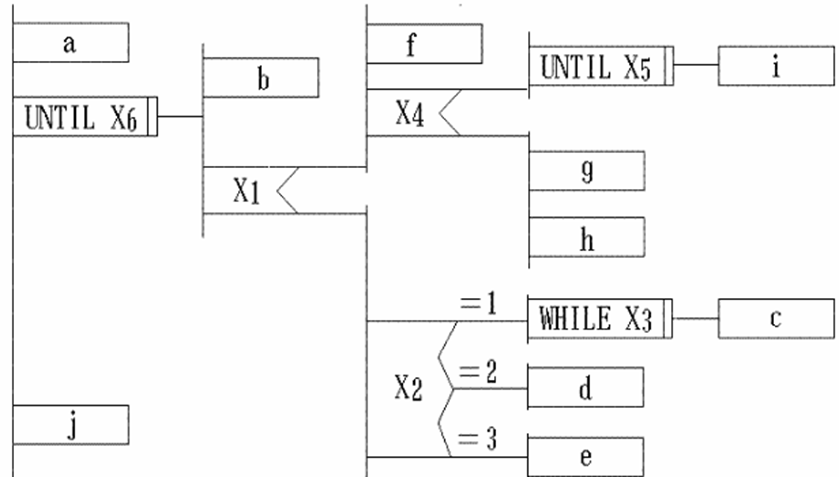 a
f
UNTIL X5
i
b
UNTIL X6
X4
g
X1
h
=1
WHILE X3
c
X2
=2
d
j
=3
e